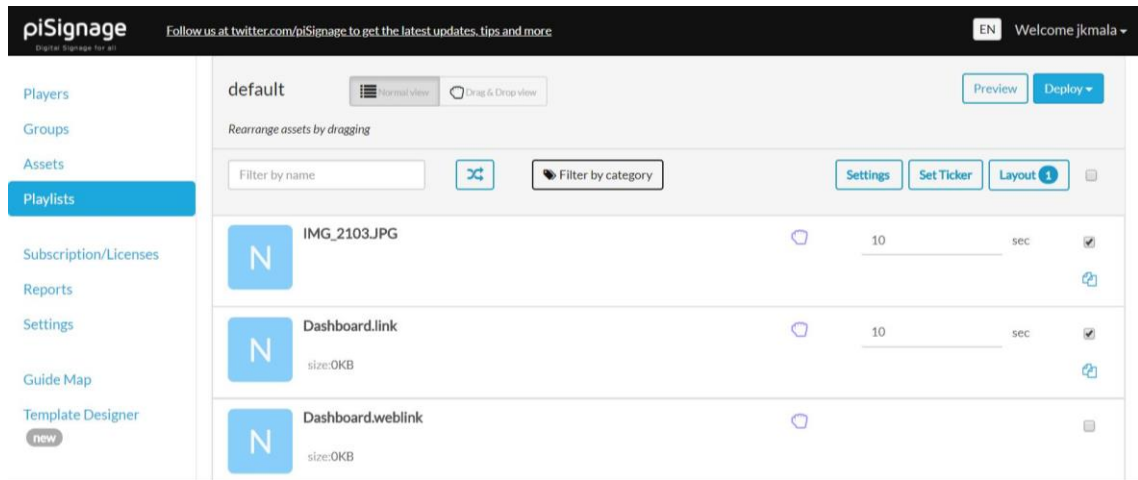 piSignage
Digital Signage for all
Follow us at twitter.com/piSignage to get the latest updates, tips and more
EN
Welcome jkmala
Players
Groups
Assets
Playlists
Subscription/Licenses
Reports
Settings
Guide Map
Template Designer
new
default
Normal view
Drag & Drop view
Preview
Deploy
Rearrange assets by dragging
Filter by name
Filter by category
Settings
Set Ticker
Layout 1
N
IMG_2103.JPG
10 sec
N
Dashboard.link
size:0KB
10 sec
N
Dashboard.weblink
size:0KB